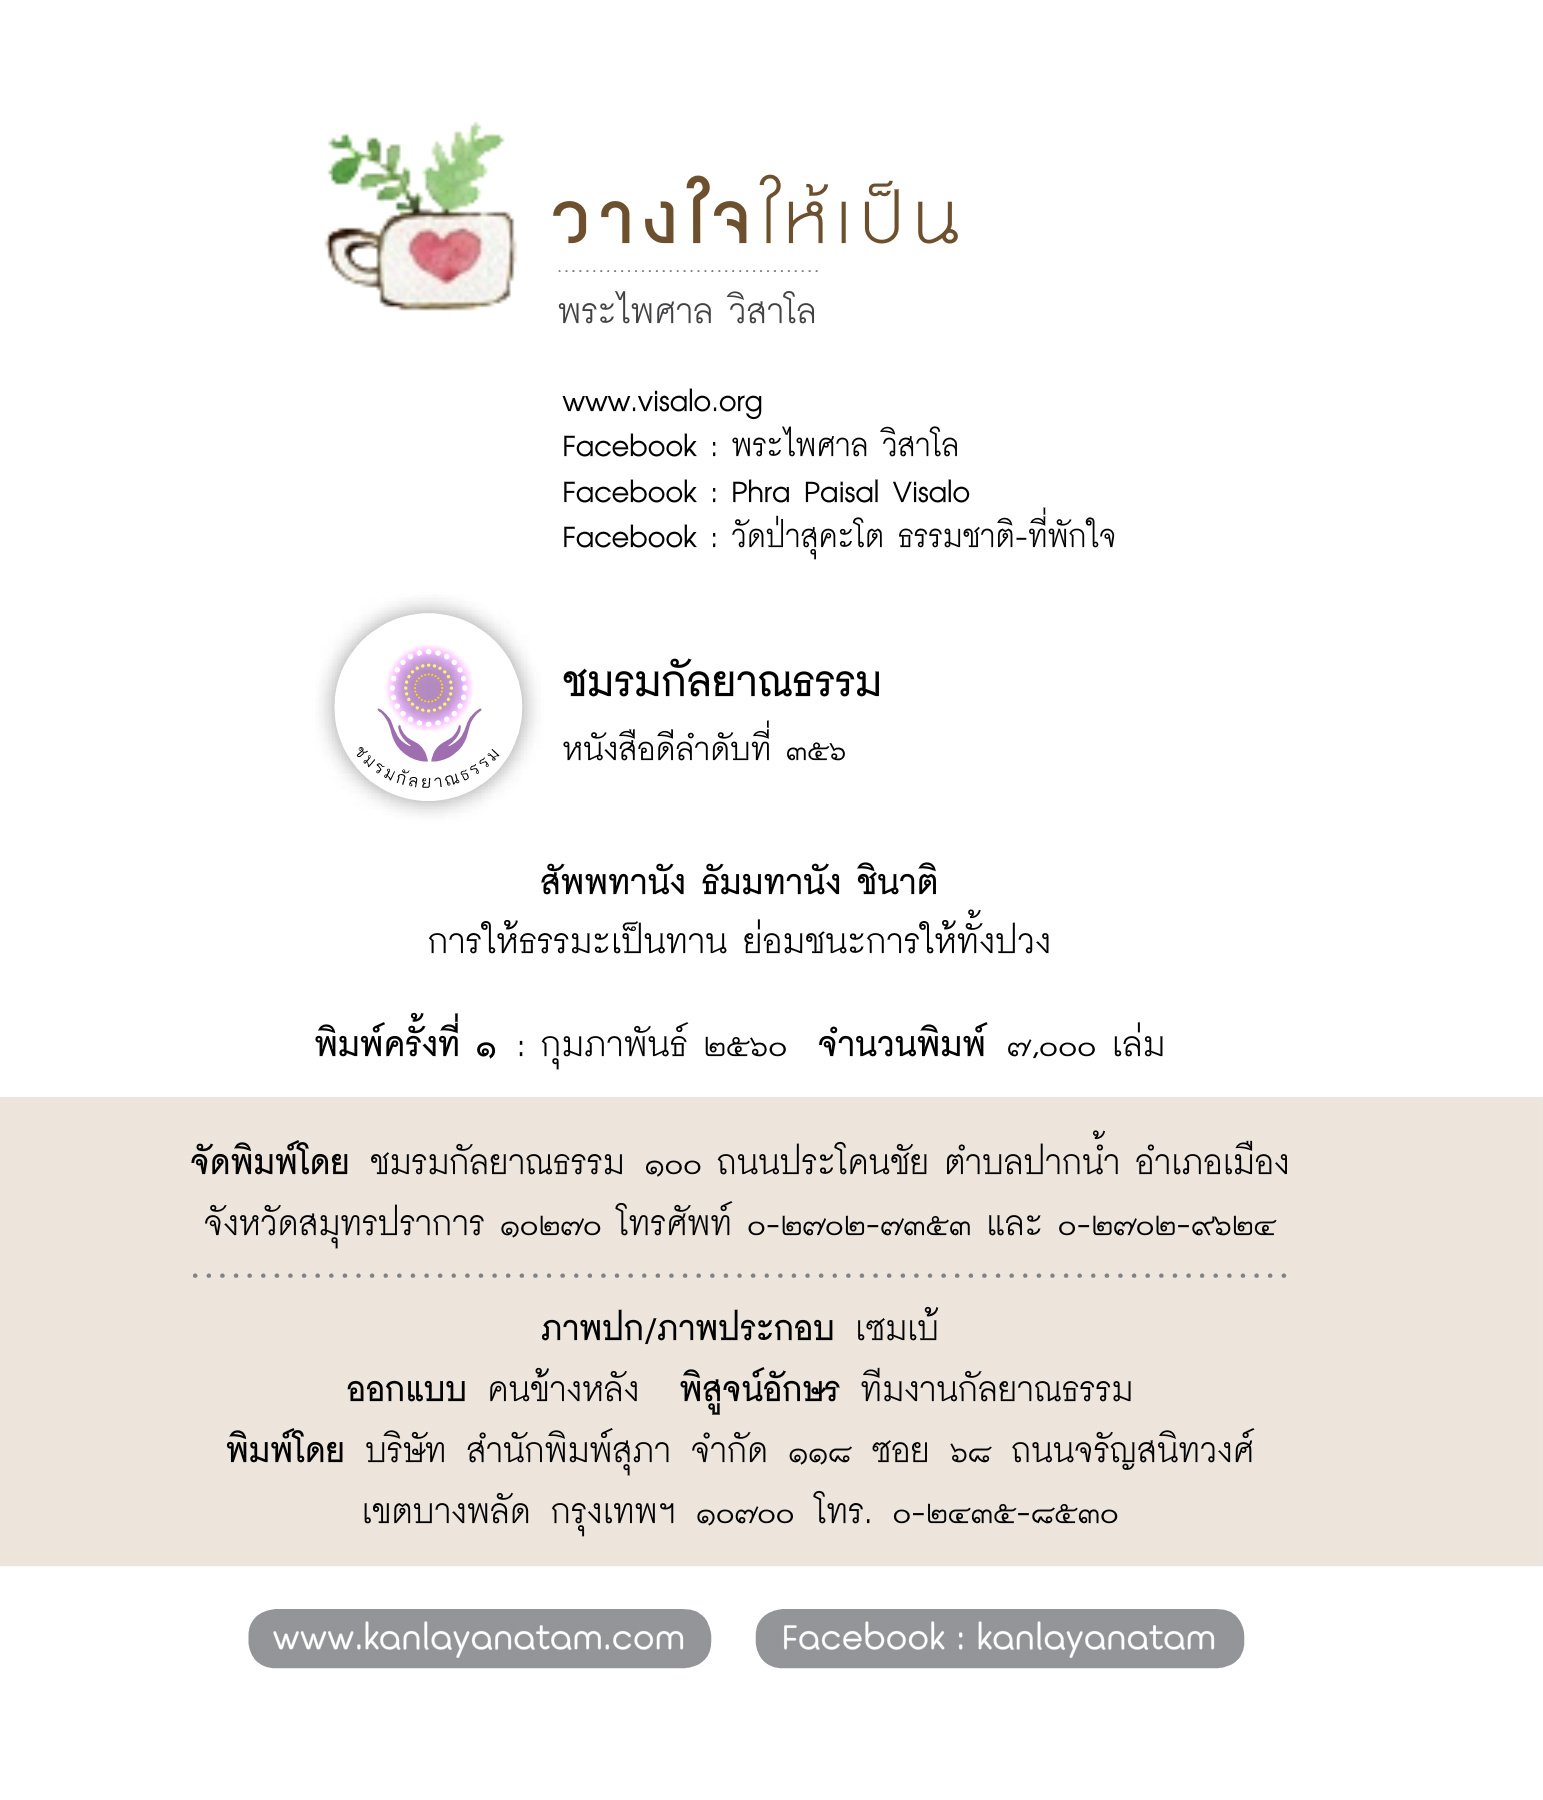 วางใจให้เป็น
พระไพศาล วิสาโล
www.visalo.org
Facebook : พระไพศาล วิสาโล
Facebook : Phra Paisal Visalo
Facebook : วัดป่าสุคะโต ธรรมชาติ-ที่พักใจ
ชมรมกัลยาณธรรม
ชมรมกัลยาณธรรม
หนังสือดีลำดับที่ ๓๕๖
สัพพทานัง ธัมมทานัง ชินาติ
การให้ธรรมะเป็นทาน ย่อมชนะการให้ทั้งปวง
พิมพ์ครั้งที่ ๑ : กุมภาพันธ์ ๒๕๖๐ จำนวนพิมพ์ ๗,๐๐๐ เล่ม
จัดพิมพ์โดย ชมรมกัลยาณธรรม ๑๐๐ ถนนประโคนชัย ตำบลปากน้ำ อำเภอเมือง
จังหวัดสมุทรปราการ ๑๐๒๗๐ โทรศัพท์ ๐-๒๗๐๒-๗๓๕๓ และ ๐-๒๗๐๒-๙๖๒๔
ภาพปก/ภาพประกอบ เซมเบ้
ออกแบบ คนข้างหลัง พิสูจน์อักษร ทีมงานกัลยาณธรรม
พิมพ์โดย บริษัท สำนักพิมพ์สุภา จำกัด ๑๑๘ ซอย ๖๘ ถนนจรัญสนิทวงศ์
เขตบางพลัด กรุงเทพฯ ๑๐๗๐๐ โทร. ๐-๒๔๓๕-๘๕๓๐
www.kanlayanatam.com
Facebook : kanlayanatam